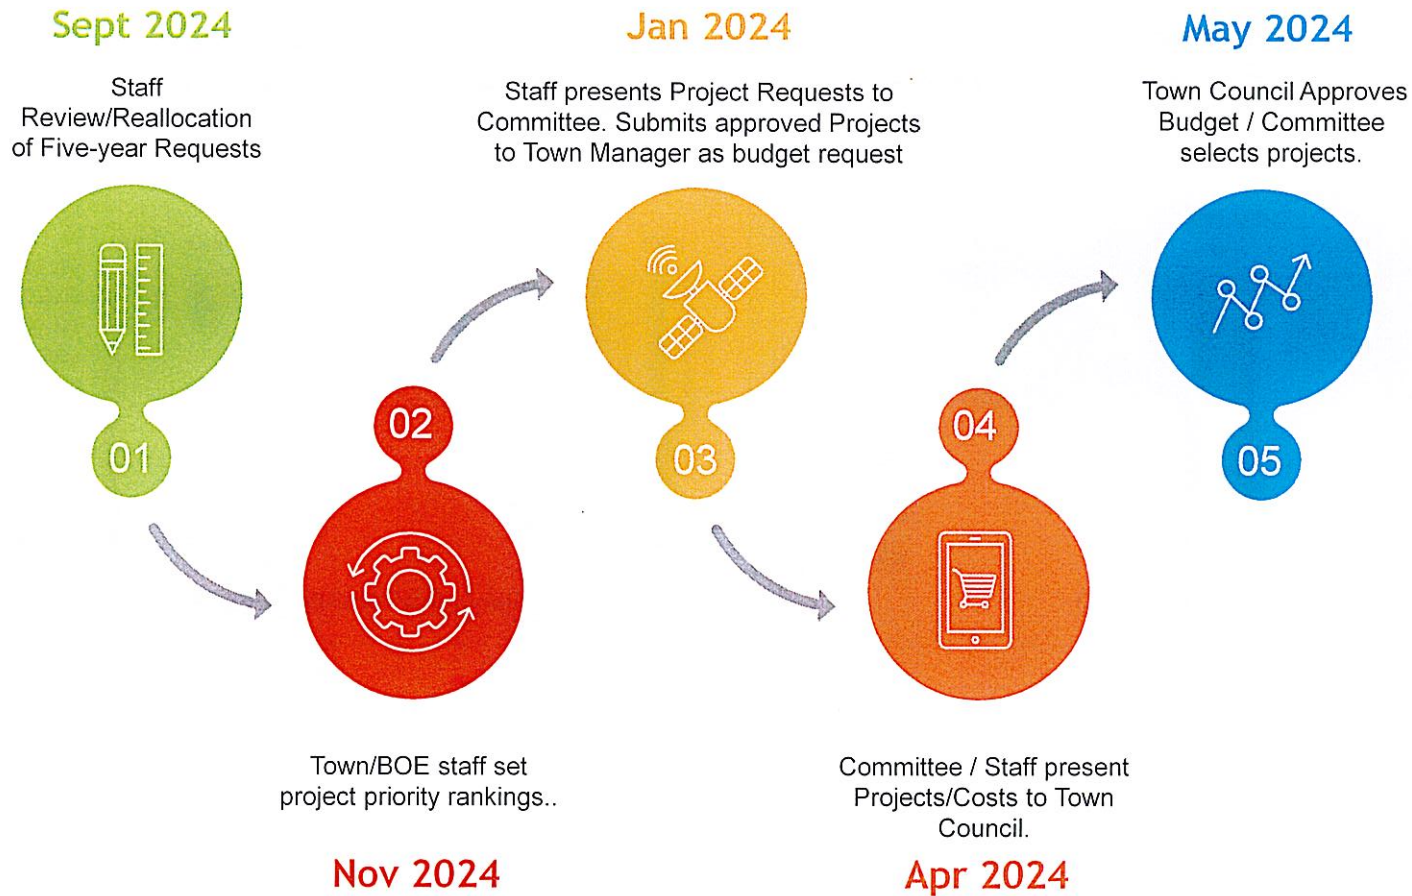 Sept 2024
Staff
Review/Reallocation
of Five-year Requests
01
02
Town/BOE staff set
project priority rankings..
Nov 2024
Jan 2024
Staff presents Project Requests to
Committee. Submits approved Projects
to Town Manager as budget request
03
04
Committee / Staff present
Projects/Costs to Town
Council.
Apr 2024
May 2024
Town Council Approves
Budget / Committee
selects projects.
05